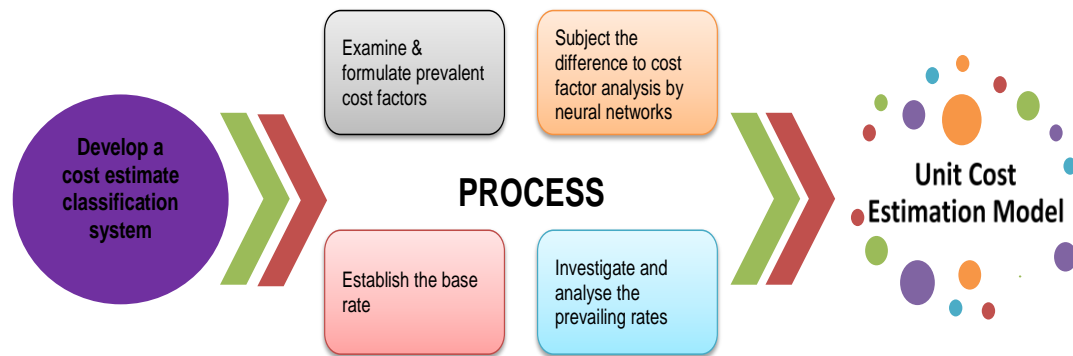 Develop a
cost estimate
classification
system
Examine &
formulate prevalent
cost factors
Subject the
difference to cost
factor analysis by
neural networks
PROCESS
Establish the base
rate
Investigate and
analyse the
prevailing rates
Unit Cost
Estimation Model